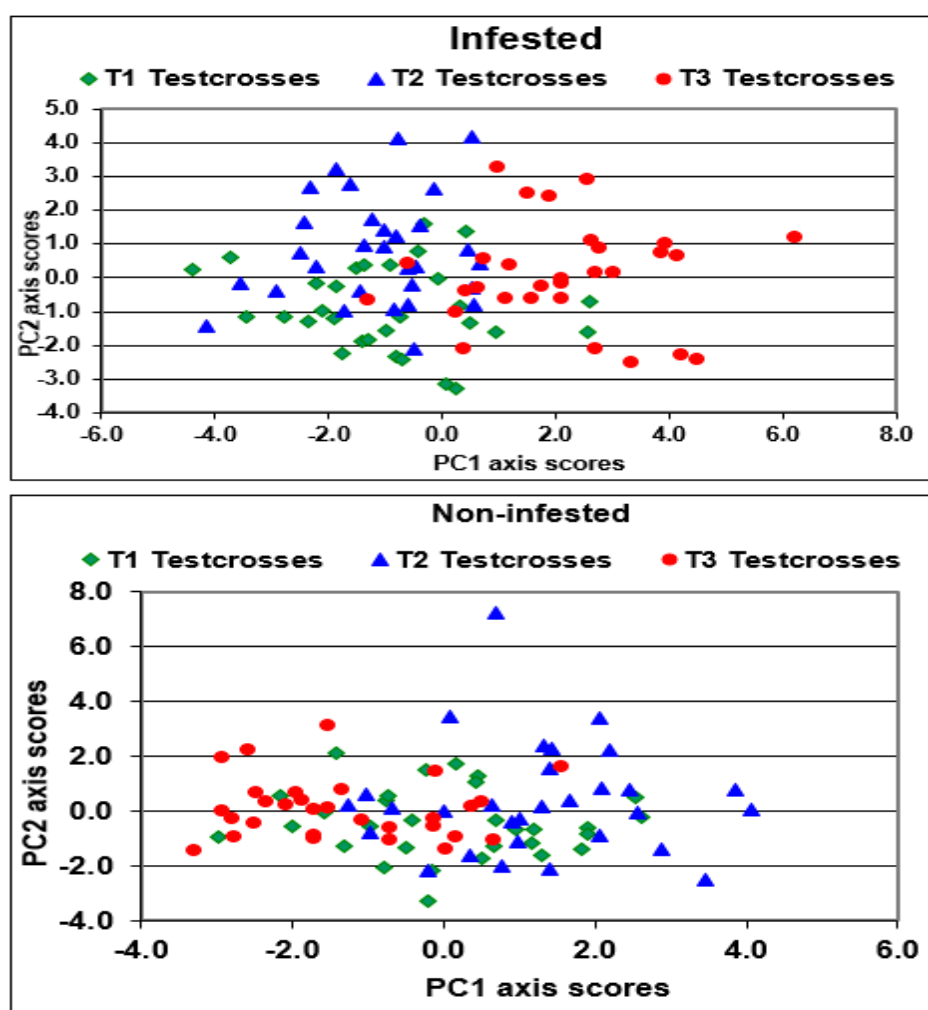 Infested
T1 Testcrosses T2 Testcrosses T3 Testcrosses
5.0
4.0
3.0
2.0
1.0
0.0
-1.0
-2.0
-3.0
-4.0
PC2 axis scores
-6.0 -4.0 -2.0 0.0 2.0 4.0 6.0 8.0
PC1 axis scores
Non-infested
T1 Testcrosses T2 Testcrosses T3 Testcrosses
8.0
6.0
4.0
2.0
0.0
-2.0
-4.0
PC2 axis scores
-4.0 -2.0 0.0 2.0 4.0 6.0
PC1 axis scores